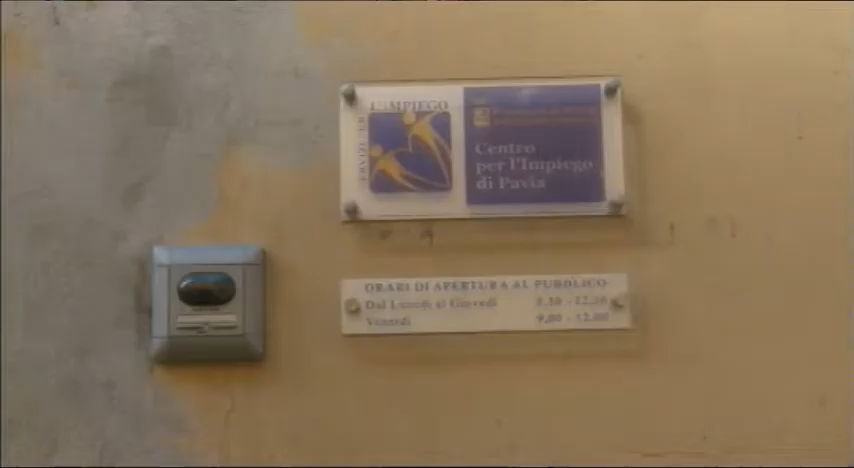 L'IMPIEGO
Centro
per l'Impiego
di Pavia
ORARI DI APERTURA AL PUBBLICO
Dal Lunedì al Giovedì
Venerdì 9,00 - 12,00